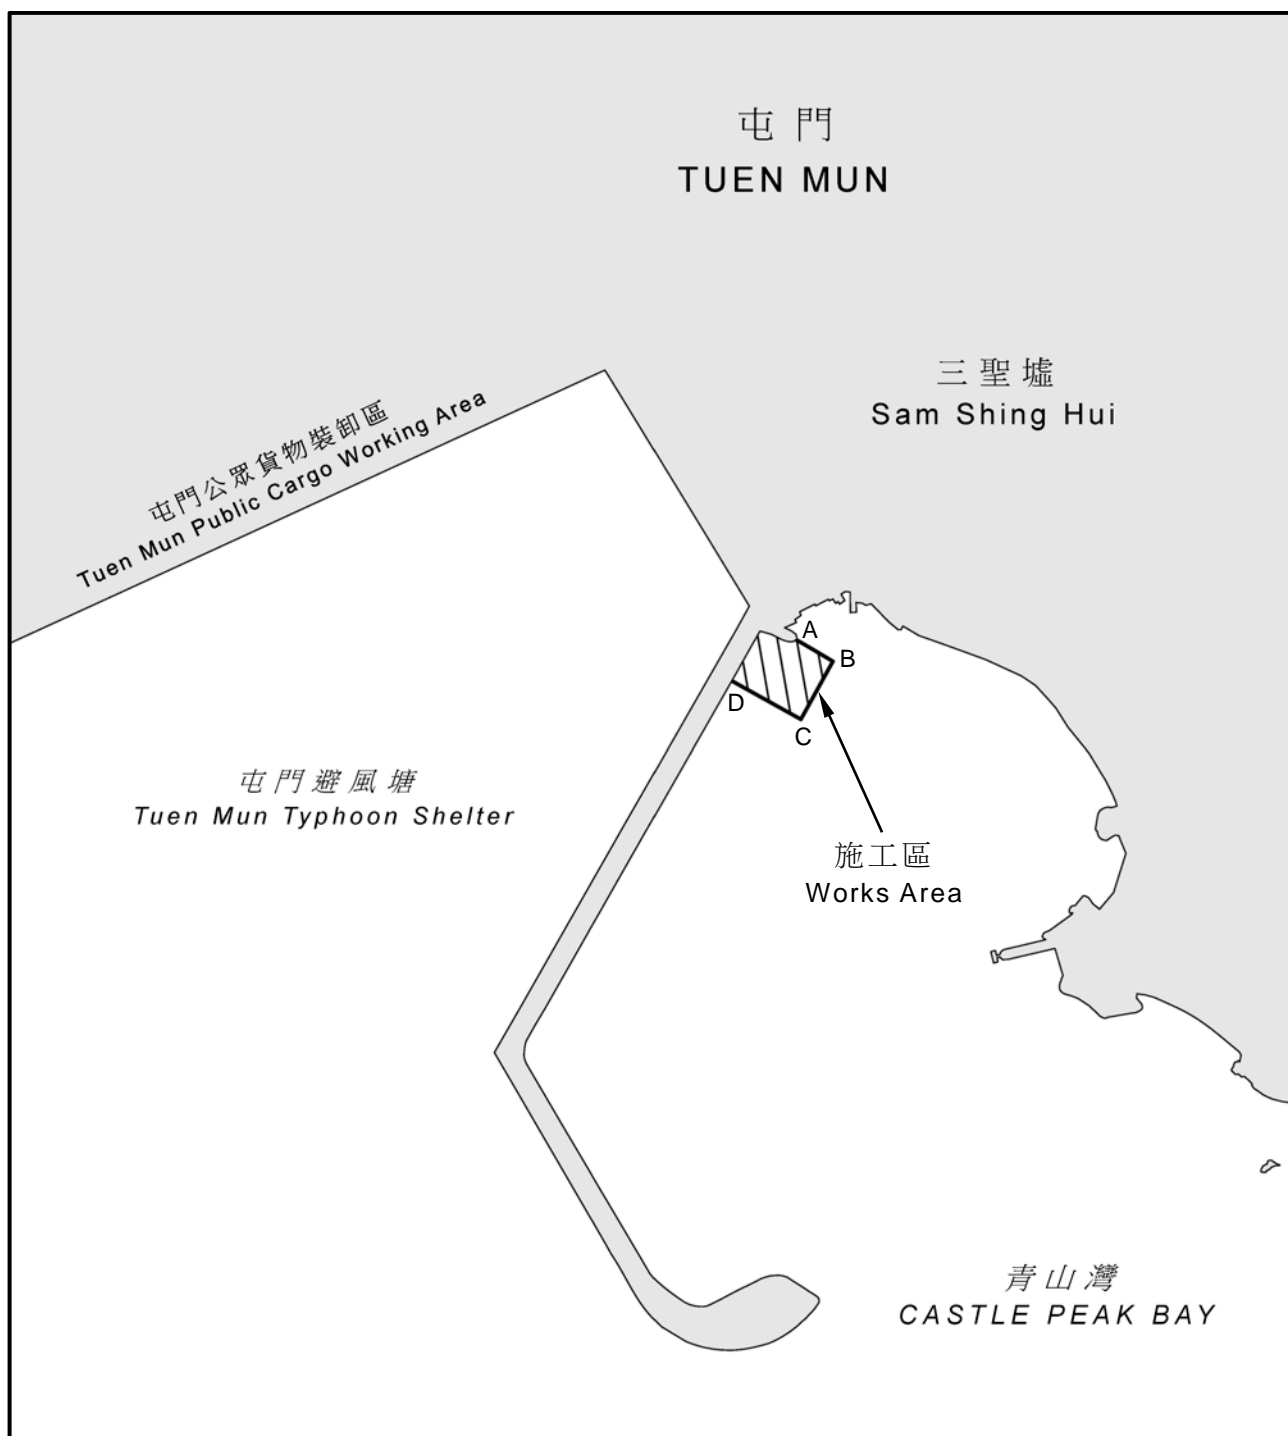 屯門
TUEN MUN
三聖墟
Sam Shing Hui
屯門公眾貨物裝卸區
Tuen Mun Public Cargo Working Area
A
B
C
D
屯門避風塘
Tuen Mun Typhoon Shelter
施工區
Works Area
青山灣
CASTLE PEAK BAY